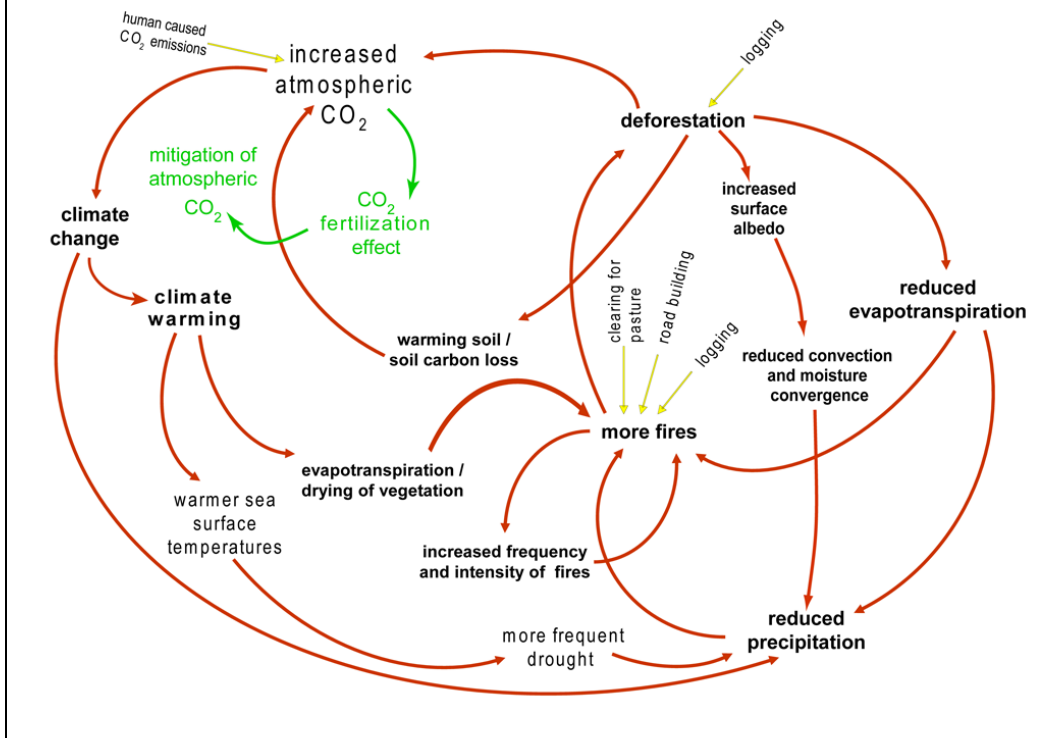 human caused
CO2 emissions
increased
atmospheric
CO2
logging
deforestation
mitigation of
atmospheric
CO2
CO2
fertilization
effect
increased
surface
albedo
climate
change
climate
warming
clearing for
pasture
road building
logging
reduced
evapotranspiration
warming soil /
soil carbon loss
reduced convection
and moisture
convergence
more fires
evapotranspiration /
drying of vegetation
warmer sea
surface
temperatures
increased frequency
and intensity of fires
more frequent
drought
reduced
precipitation